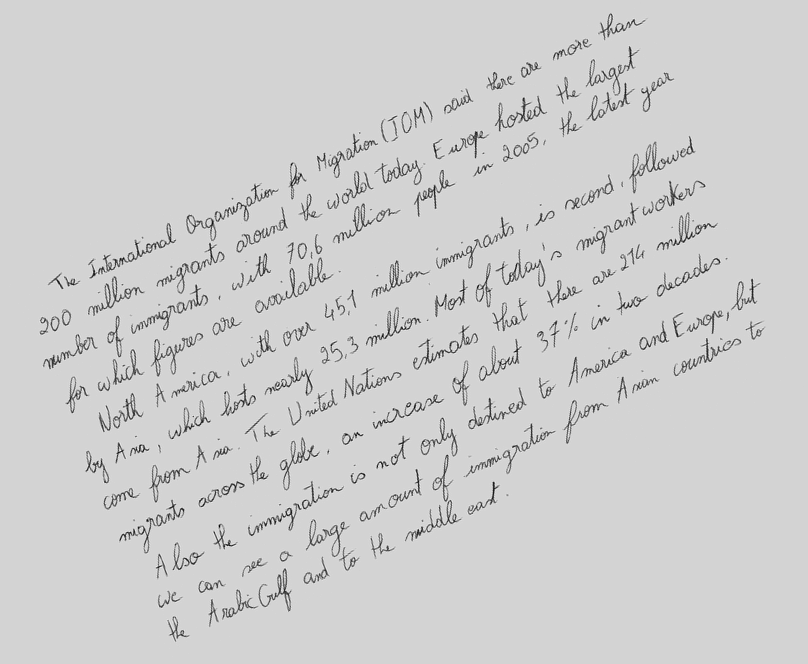 The International Organization for Migration (IOM) said there are more than
200 million migrants around the world today. Europe hosted the largest
number of immigrants, with 70,6 million people in 2005, the latest year
for which figures are available.
North America, with over 45,1 million immigrants, is second, followed
by Asia, which hosts nearly 25,3 million. Most of today's migrant workers
come from Asia. The United Nations estimates that there are 214 million
migrants across the globe, an increase of about 37% in two decades.
Also the immigration is not only destined to America and Europe, but
we can see a large amount of immigration from Asian countries to
the Arabic Gulf and to the middle east.